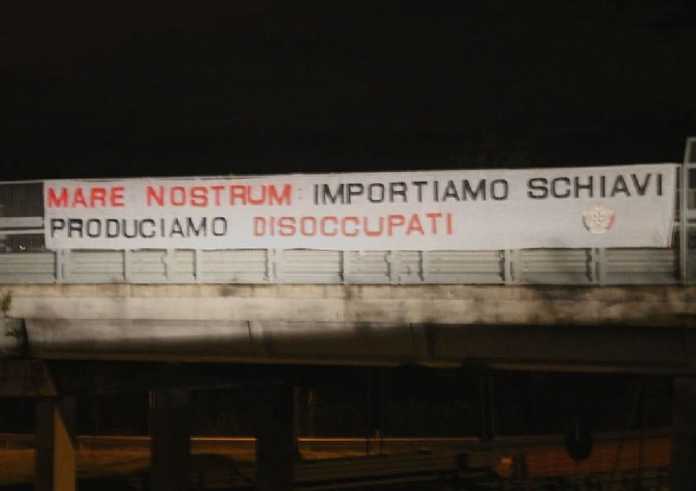 MARE NOSTRUM: IMPORTIAMO SCHIAVI
PRODUCIAMO DISOCCUPATI